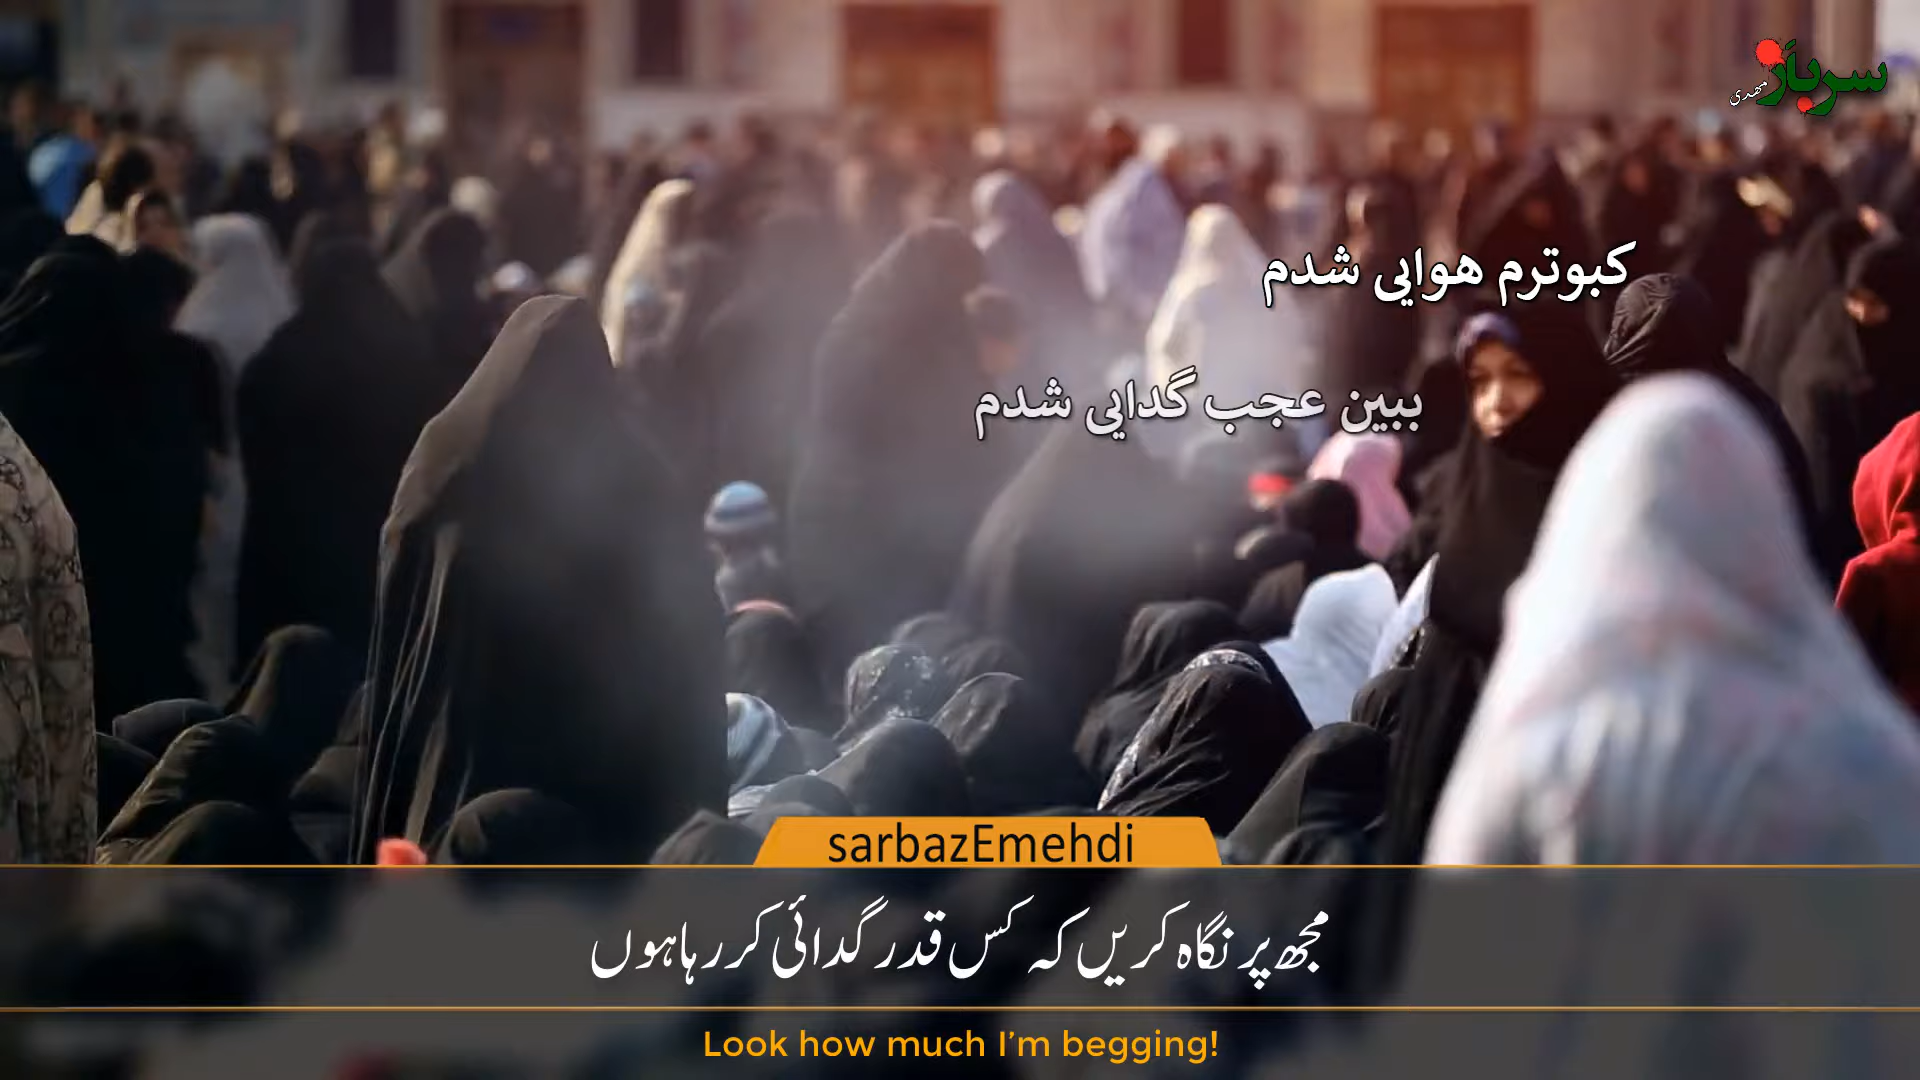 سرباز
مهدی
کبوترم هوایی شدم
ببین عجب گدایی شدم
sarbazEmehdi
مجھ پر نگاہ کریں کہ کس قدر گدائی کر رہا ہوں
Look how much I'm begging!